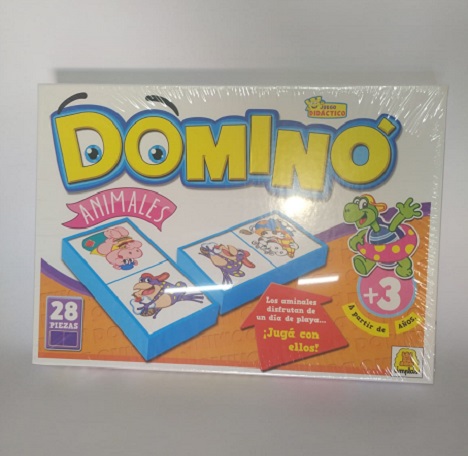 Juego
DIDÁCTICO
DOMINÓ
ANIMALES
28
PIEZAS
Los aminales
disfrutan de
un día de playa...
¡Jugá con
ellos!
+3
A partir de
AÑOS